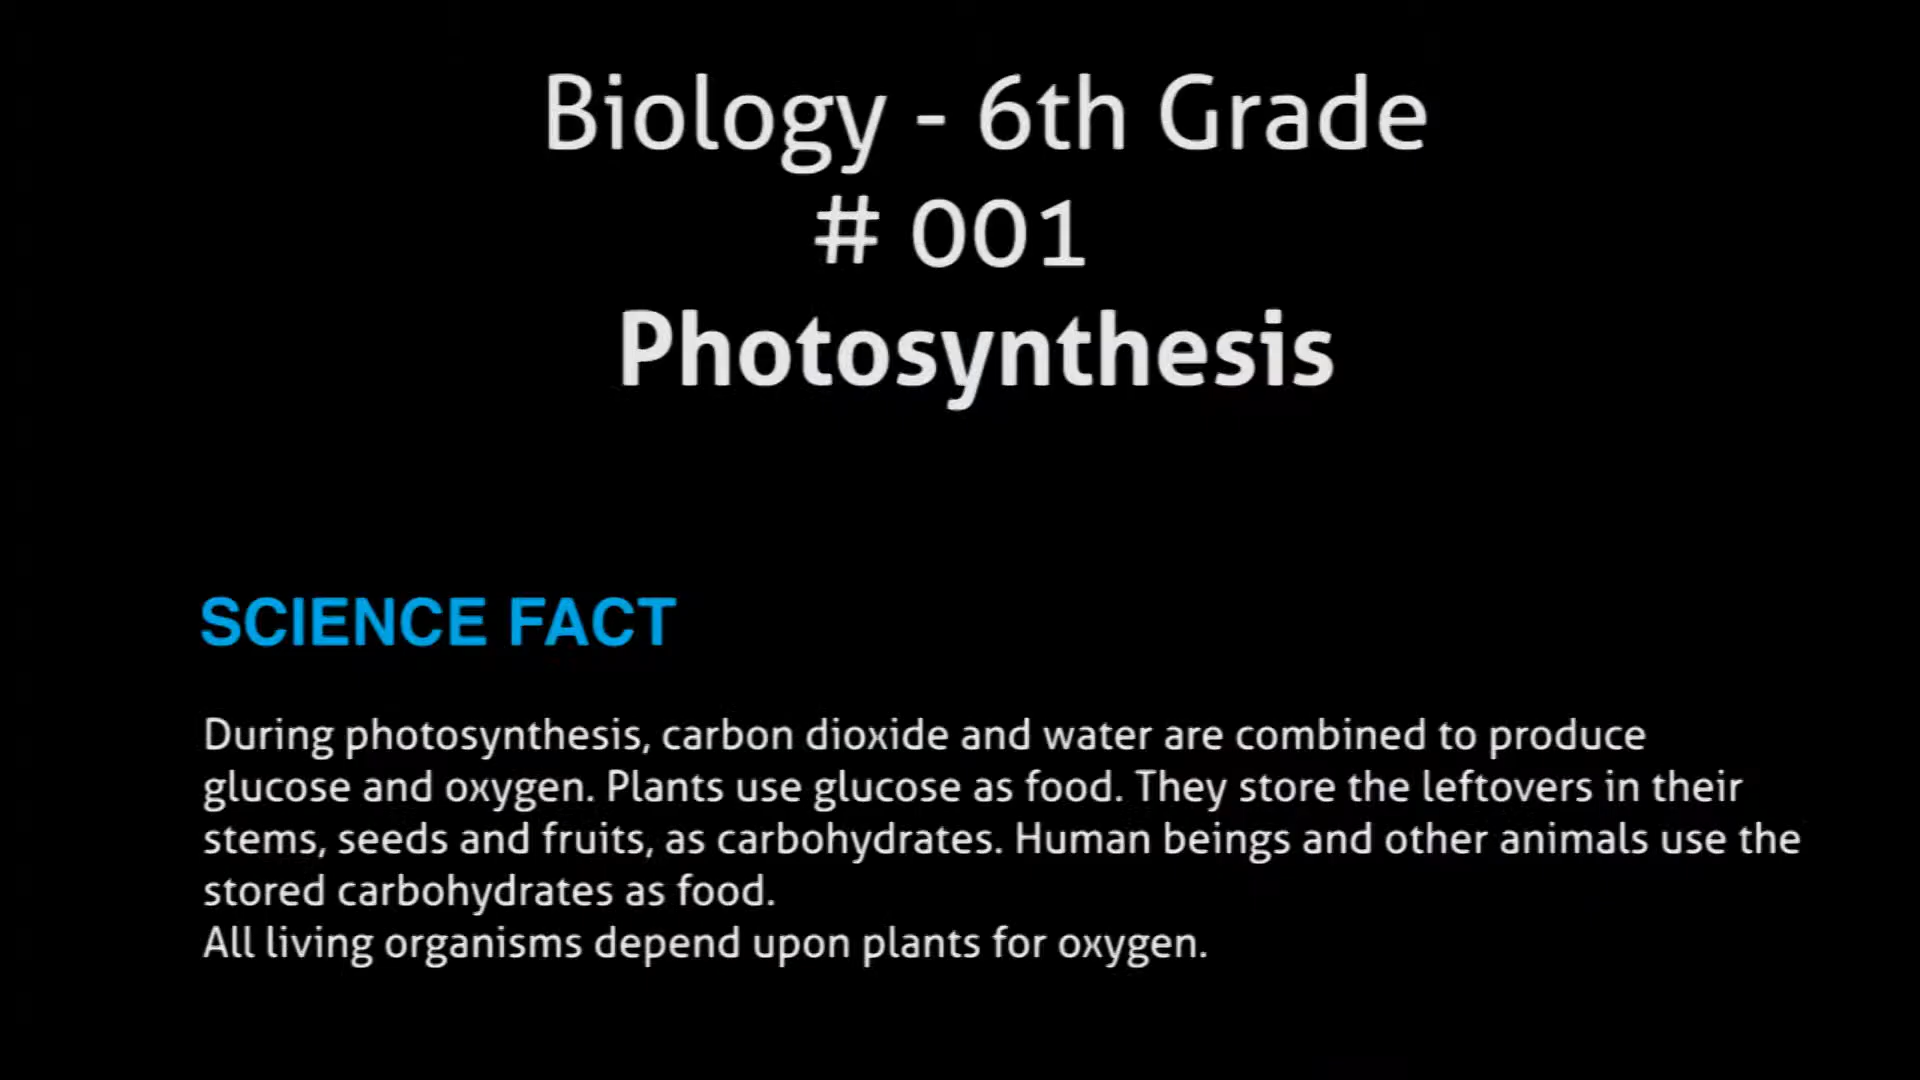 Biology - 6th Grade
# 001
Photosynthesis
SCIENCE FACT
During photosynthesis, carbon dioxide and water are combined to produce
glucose and oxygen. Plants use glucose as food. They store the leftovers in their
stems, seeds and fruits, as carbohydrates. Human beings and other animals use the
stored carbohydrates as food.
All living organisms depend upon plants for oxygen.